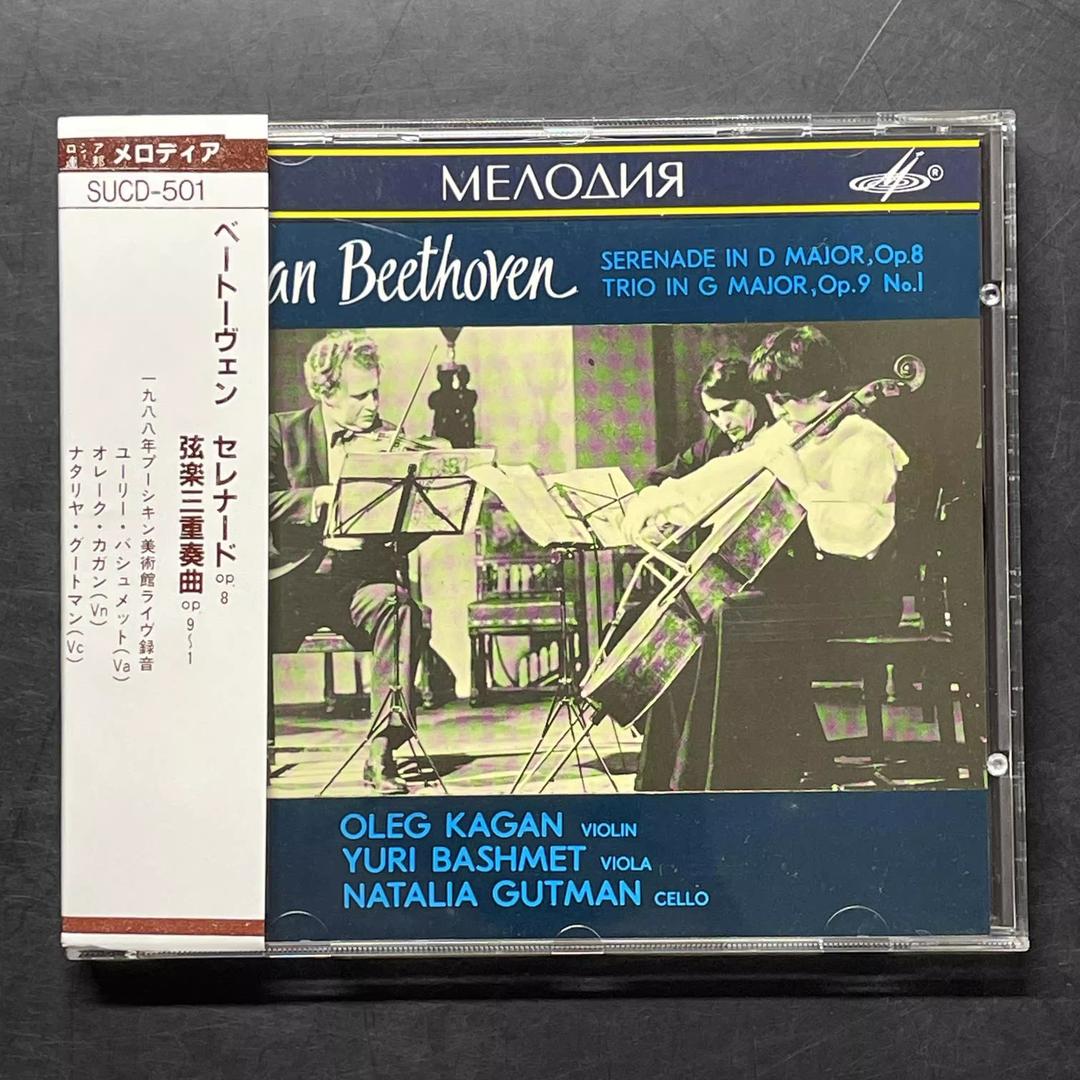 ロシア連邦 メロディア
SUCD-501
ベートーヴェン セレナード op. 8
弦楽三重奏曲 op. 9~1
一九八八年プーシキン美術館ライヴ録音
ユーリー・バシュメット(Va)
オレーク・カガン(Vn)
ナタリヤ・グートマン(Vc)
МЕЛОДИЯ
an Beethoven
SERENADE IN D MAJOR,Op.8
TRIO IN G MAJOR,Op.9 No.1
OLEG KAGAN VIOLIN
YURI BASHMET VIOLA
NATALIA GUTMAN CELLO